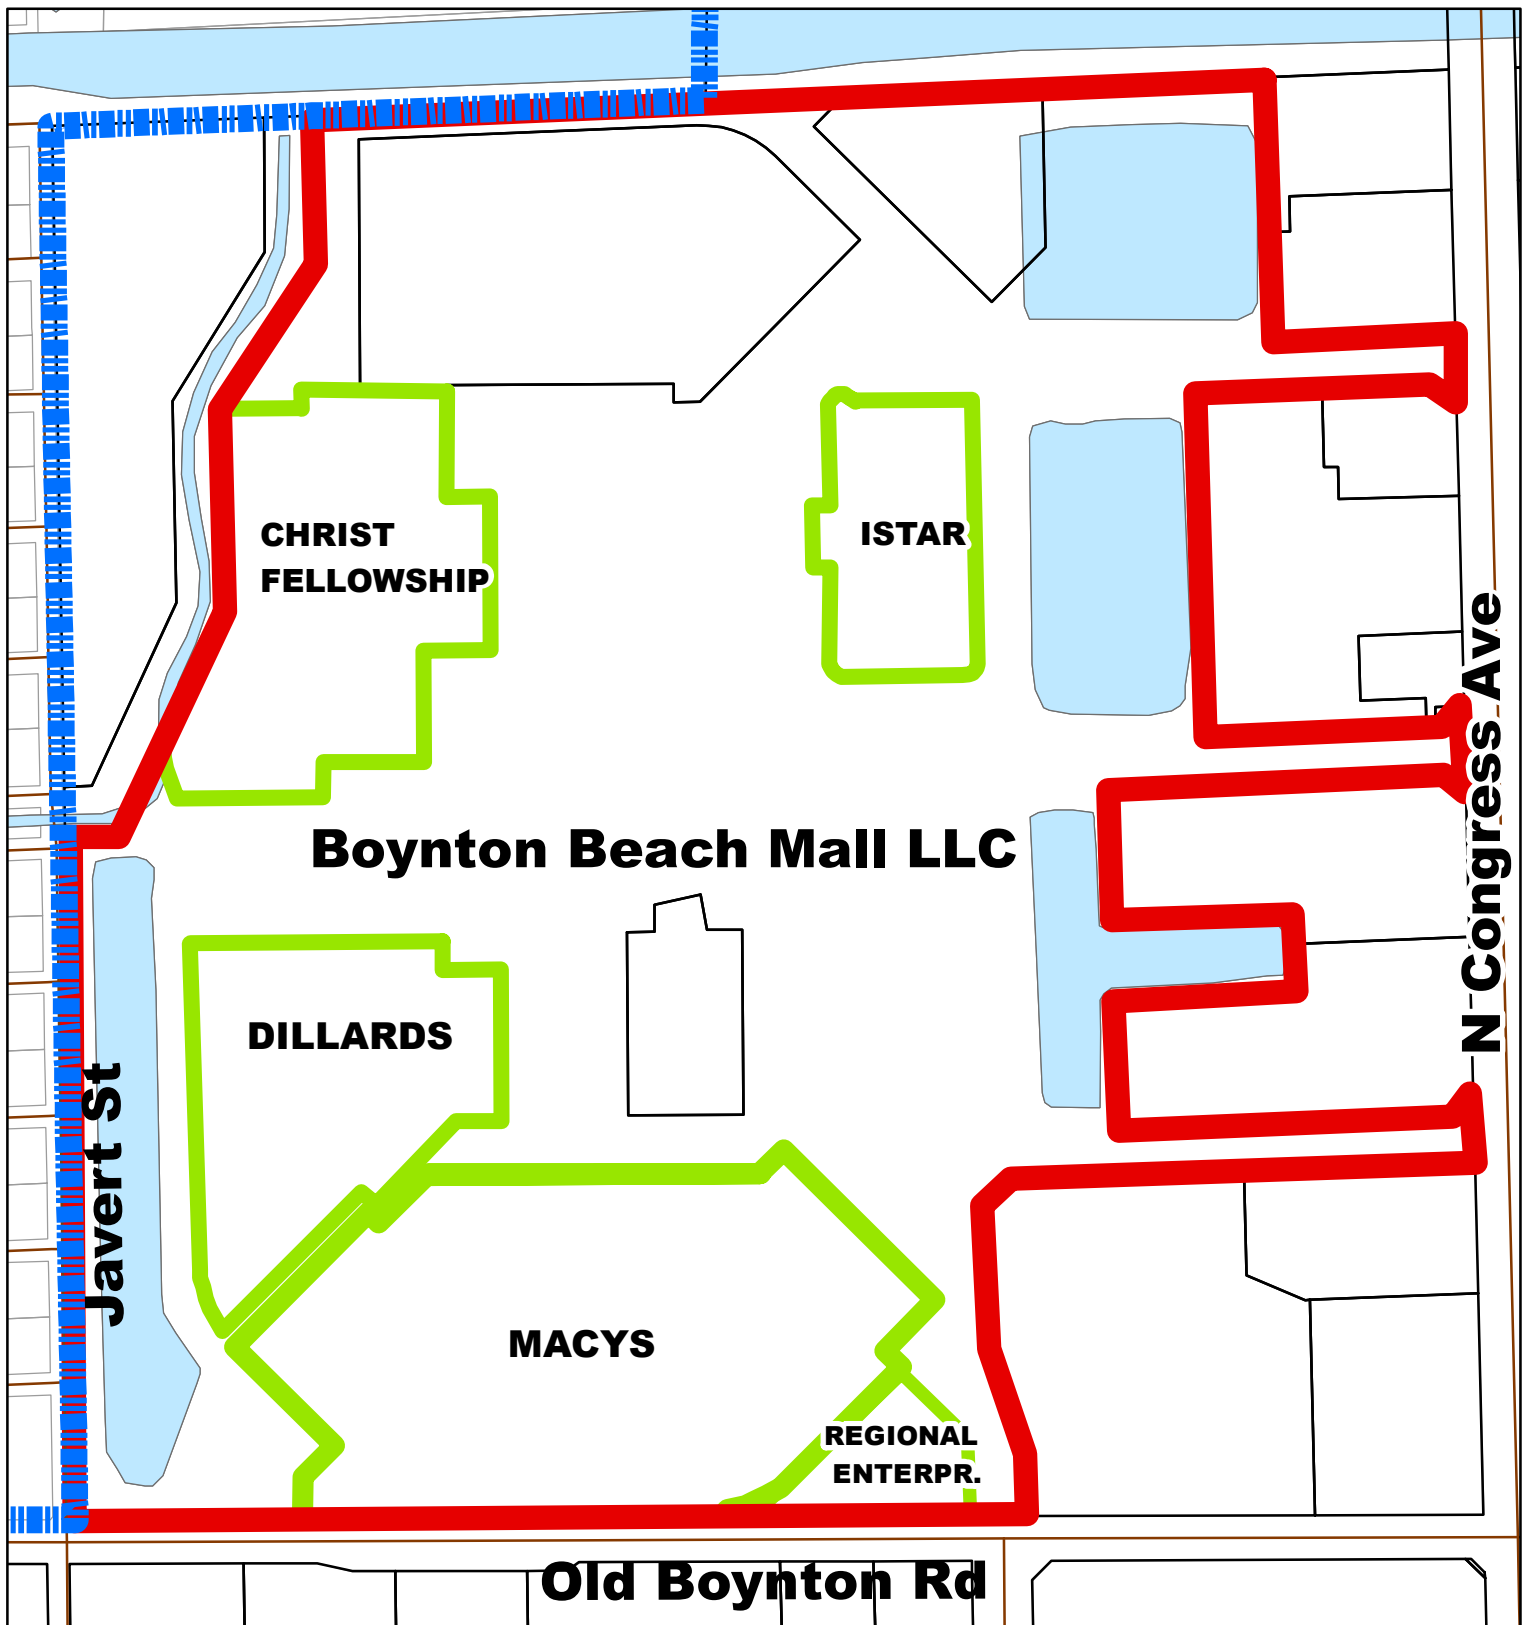 CHRIST
FELLOWSHIP
ISTAR
Boynton Beach Mall LLC
N Congress Ave
DILLARDS
Javert St
MACYS
REGIONAL
ENTERPR.
Old Boynton Rd